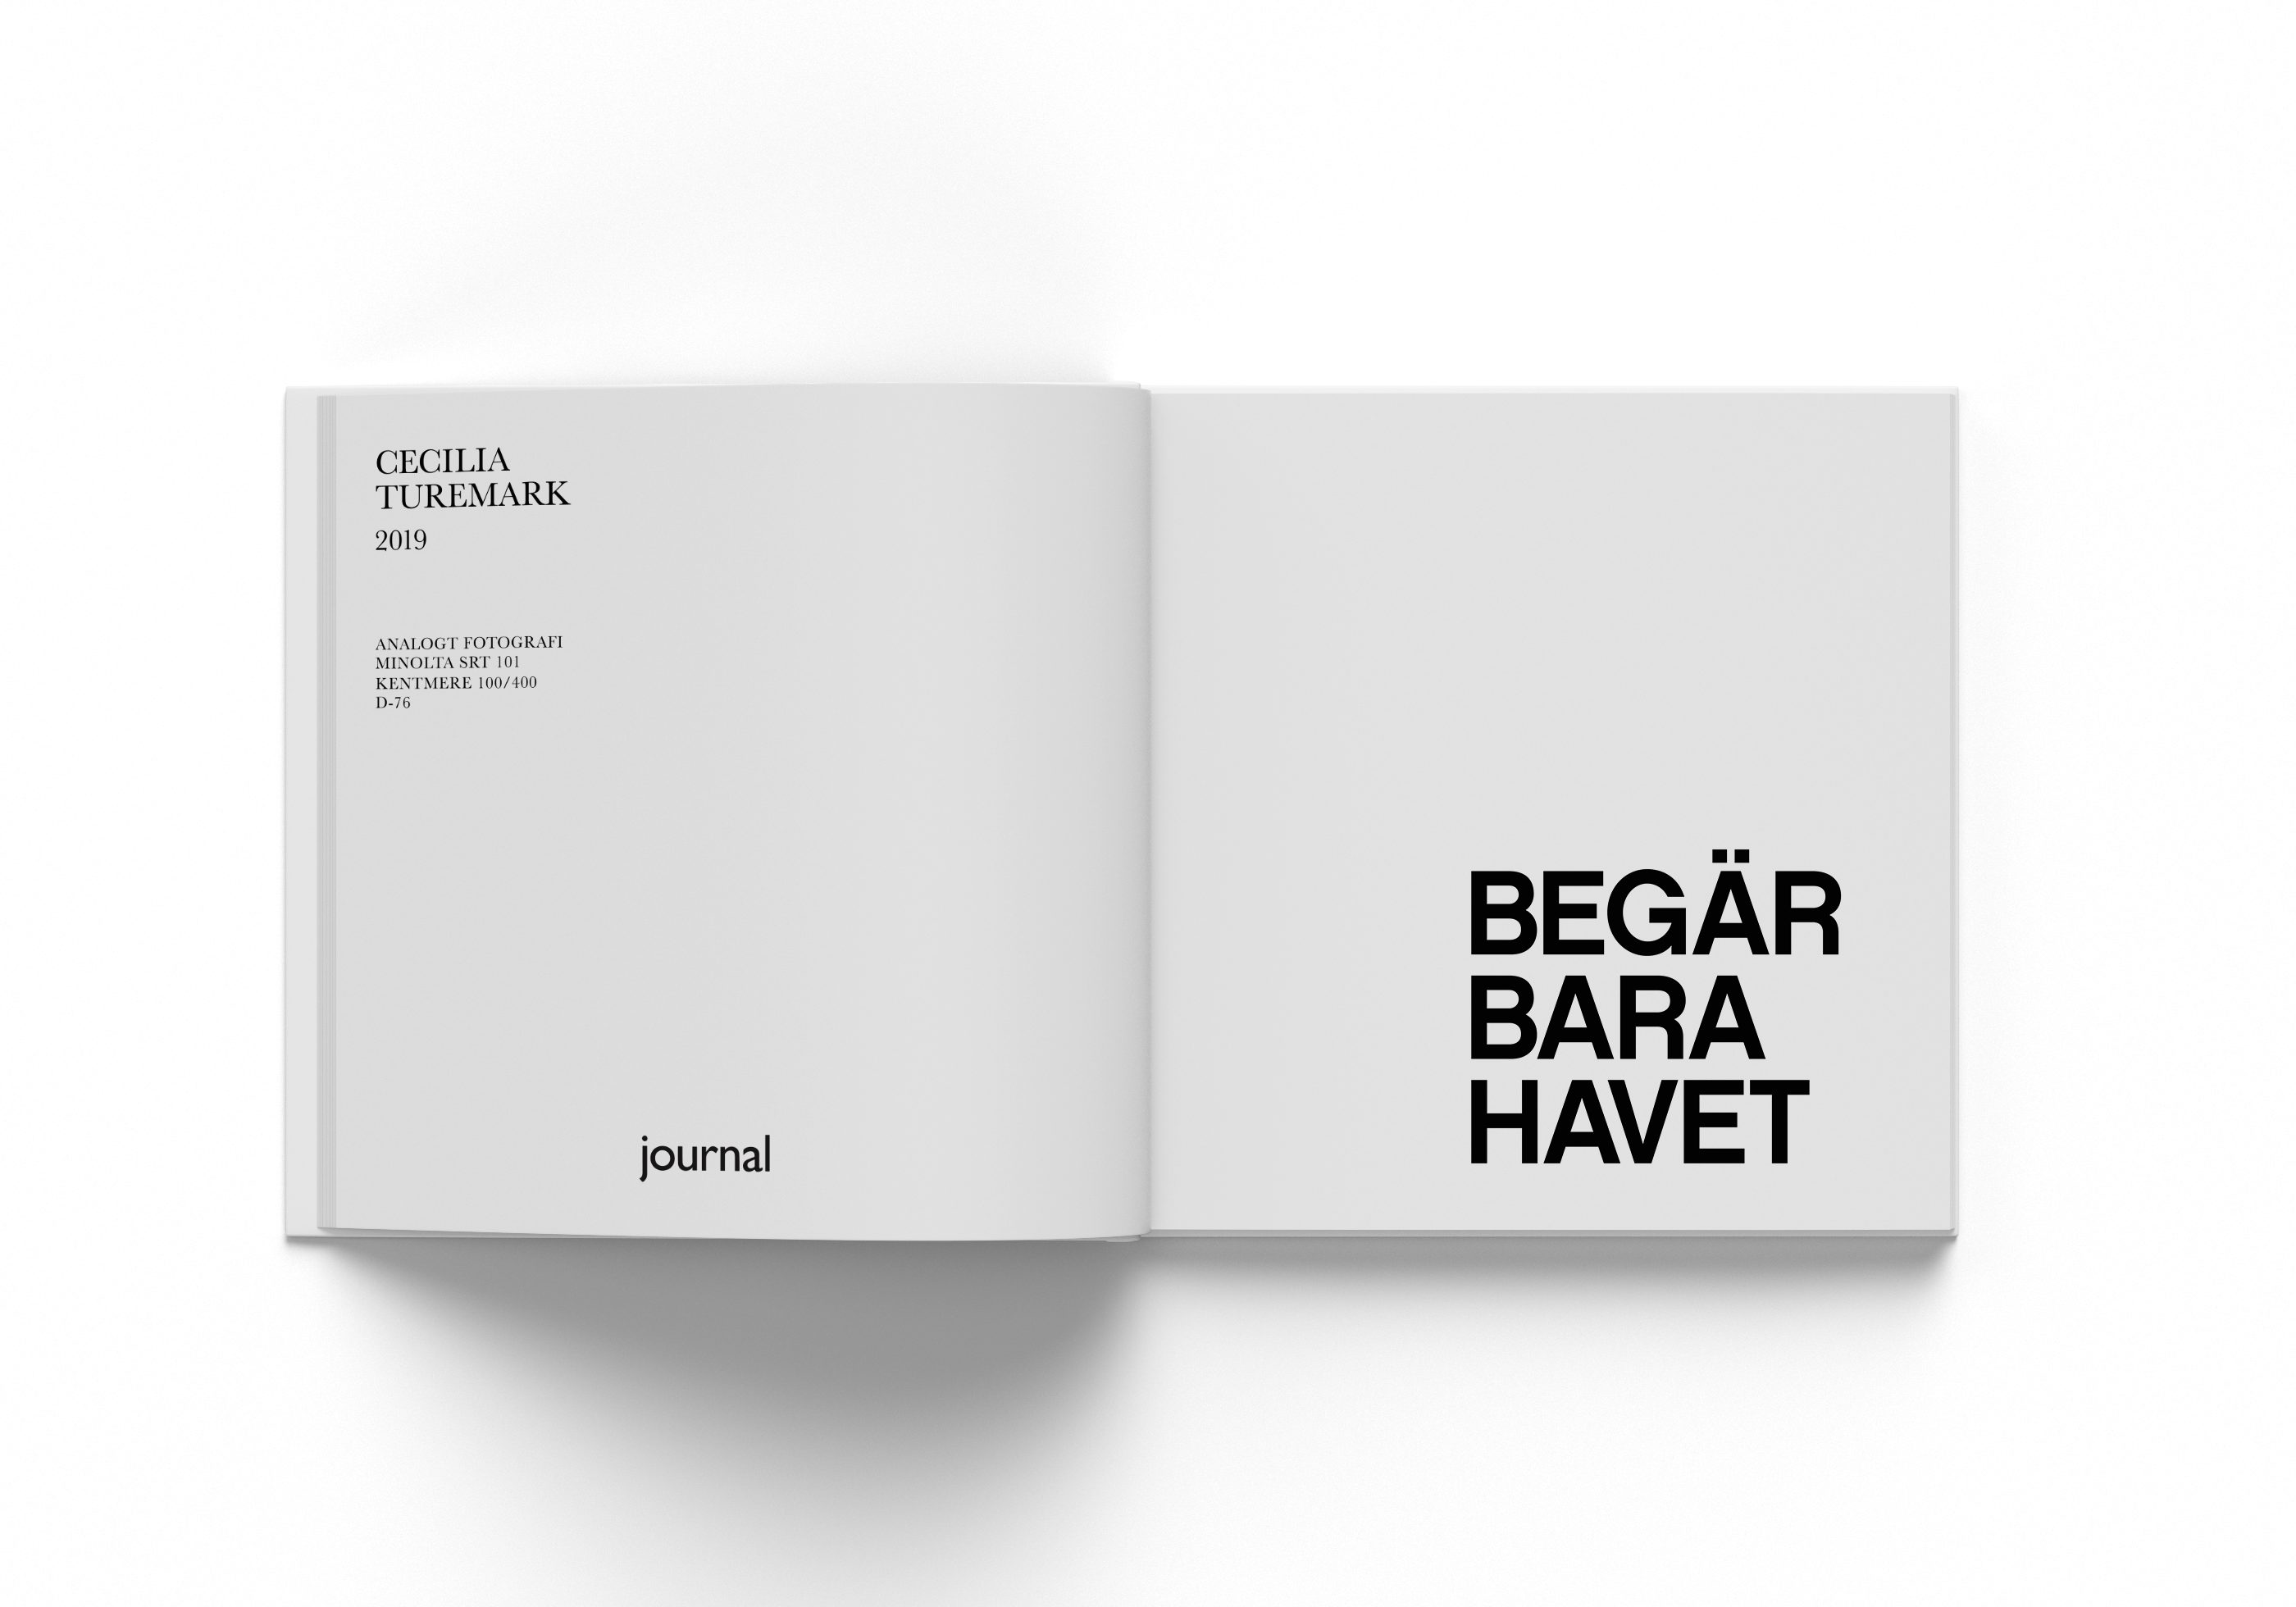 CECILIA
TUREMARK
2019
ANALOGT FOTOGRAFI
MINOLTA SRT 101
KENTMERE 100/400
D-76
journal
BEGÄR
BARA
HAVET